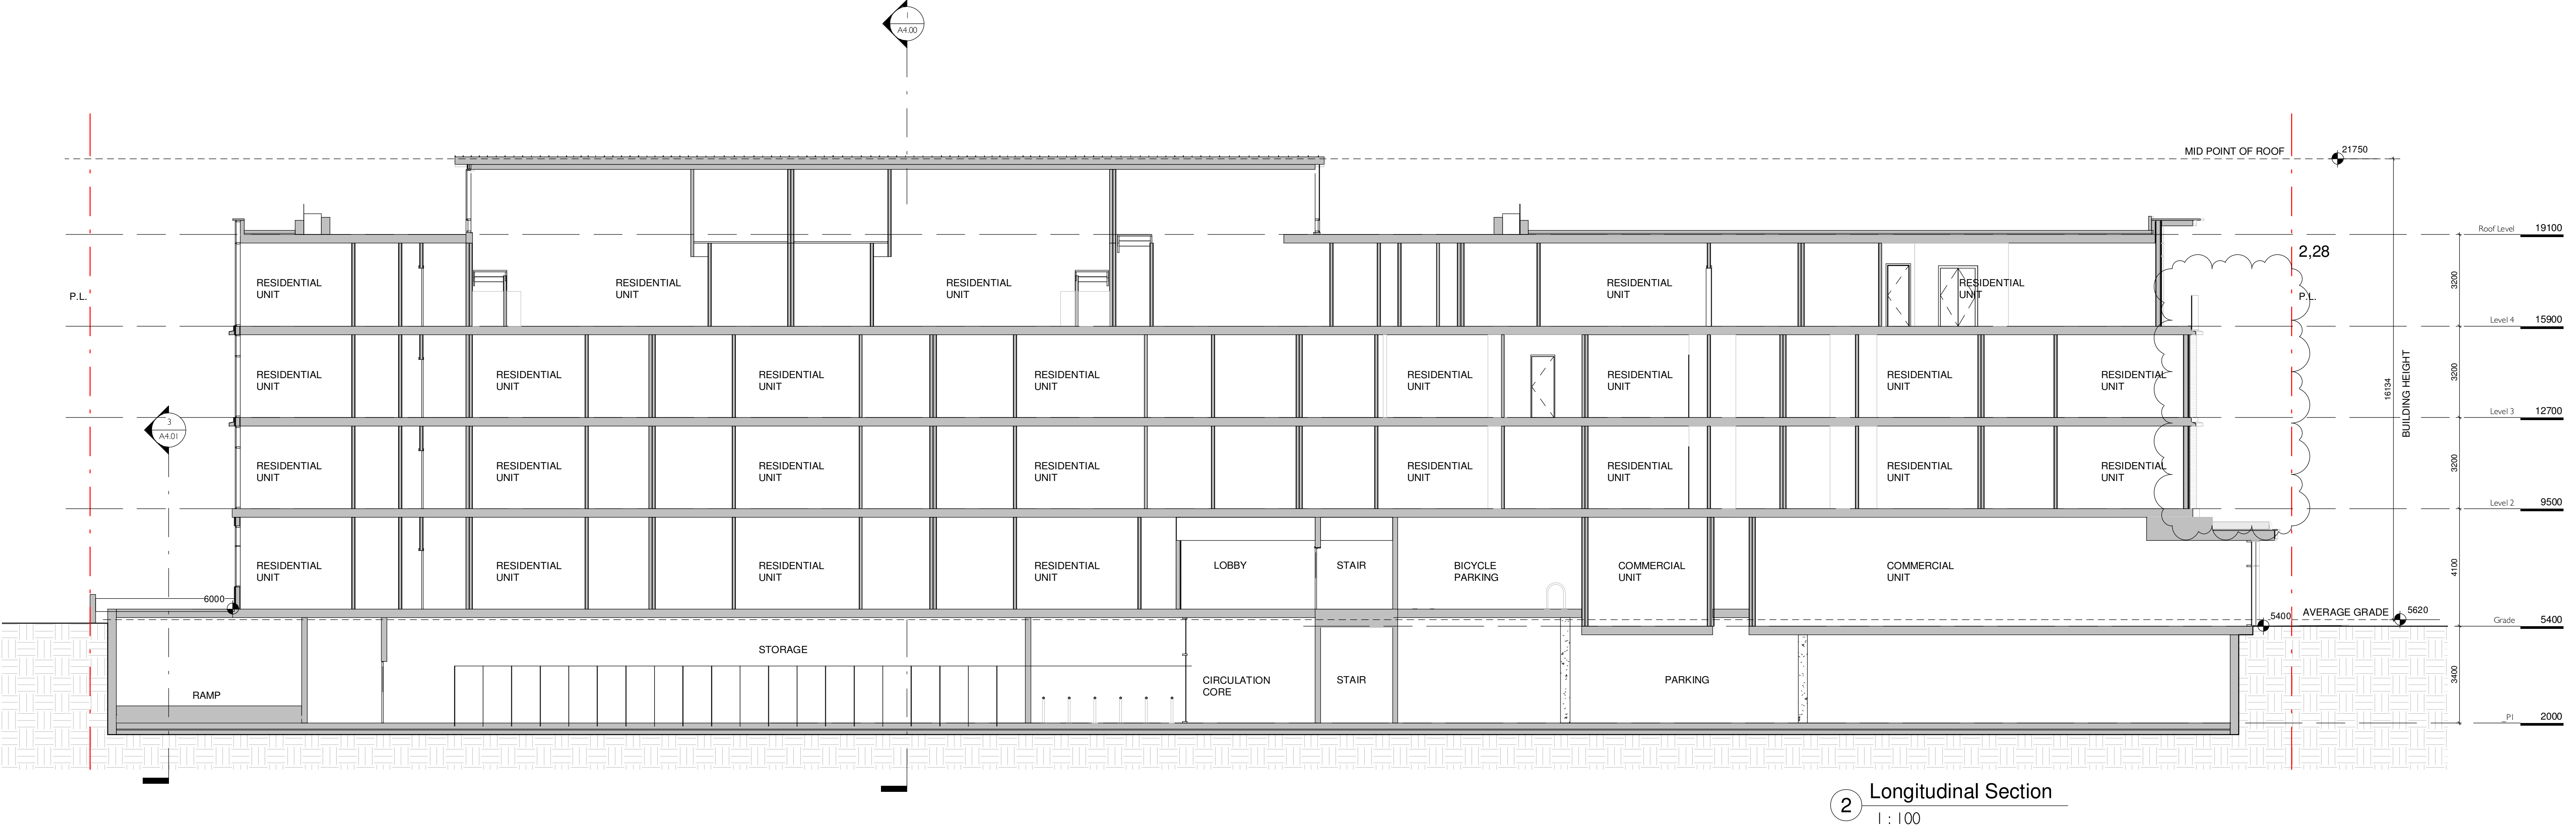 1
A4.00
MID POINT OF ROOF
21750
Roof Level 19100
2,28
RESIDENTIAL
UNIT
RESIDENTIAL
UNIT
RESIDENTIAL
UNIT
RESIDENTIAL
UNIT
RESIDENTIAL
UNIT
P.L.
P.L.
3200
Level 4 15900
RESIDENTIAL
UNIT
RESIDENTIAL
UNIT
RESIDENTIAL
UNIT
RESIDENTIAL
UNIT
RESIDENTIAL
UNIT
RESIDENTIAL
UNIT
RESIDENTIAL
UNIT
RESIDENTIAL
UNIT
16134
BUILDING HEIGHT
3200
Level 3 12700
3
A4.01
RESIDENTIAL
UNIT
RESIDENTIAL
UNIT
RESIDENTIAL
UNIT
RESIDENTIAL
UNIT
RESIDENTIAL
UNIT
RESIDENTIAL
UNIT
RESIDENTIAL
UNIT
RESIDENTIAL
UNIT
3200
Level 2 9500
RESIDENTIAL
UNIT
RESIDENTIAL
UNIT
RESIDENTIAL
UNIT
RESIDENTIAL
UNIT
LOBBY
STAIR
BICYCLE
PARKING
COMMERCIAL
UNIT
COMMERCIAL
UNIT
4100
6000
5400
AVERAGE GRADE
5620
Grade 5400
STORAGE
RAMP
CIRCULATION
CORE
STAIR
PARKING
3400
_P1 2000
2
Longitudinal Section
1 : 100